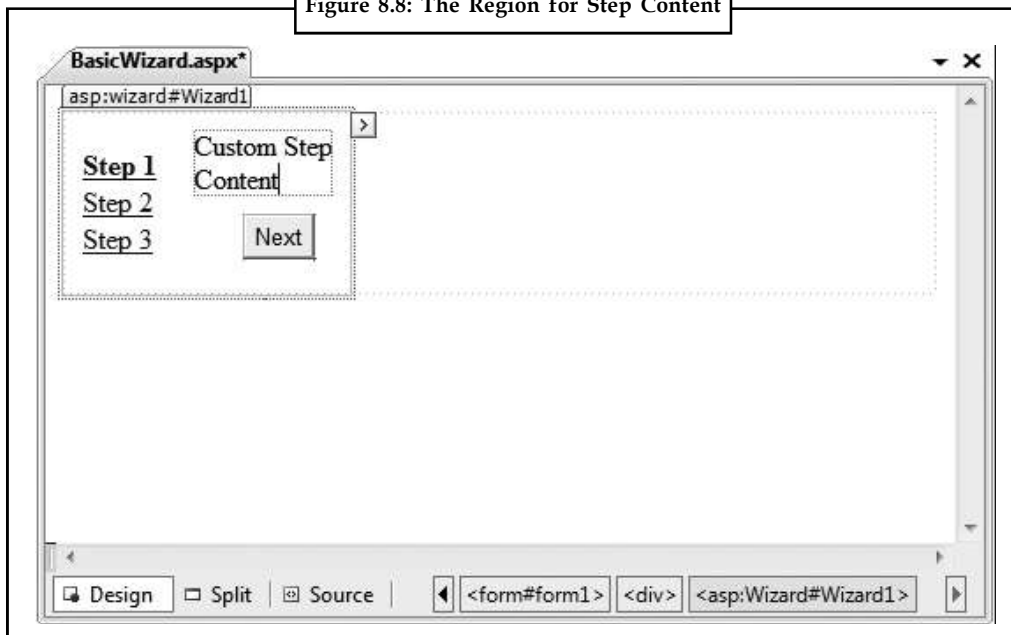 Figure 8.8: The Region for Step Content
BasicWizard.aspx*
asp:wizard#Wizard1
Custom Step
Content
Step 1
Step 2
Step 3
Next
Design Split Source <form#form1> <div> <asp:Wizard#Wizard1>